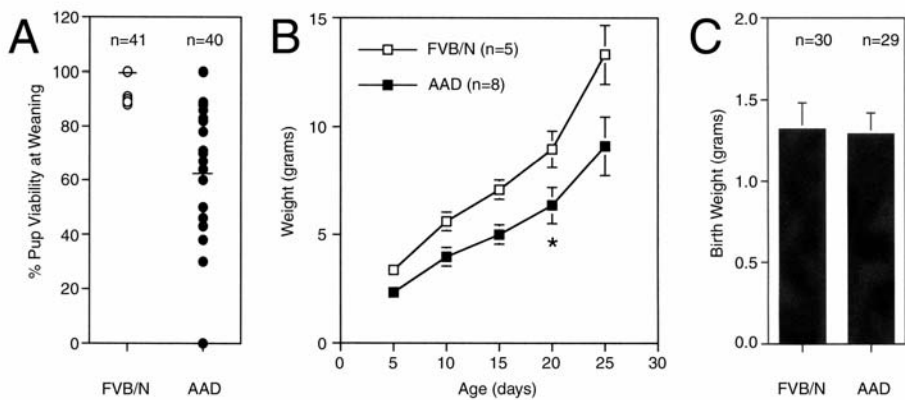 A
% Pup Viability at Weaning
120
100
80
60
40
20
0
n=41
n=40
FVB/N
AAD
B
Weight (grams)
15
10
5
0
FVB/N (n=5)
AAD (n=8)
*
0
5
10
15
20
25
30
Age (days)
C
Birth Weight (grams)
2.0
1.5
1.0
0.5
0.0
n=30
n=29
FVB/N
AAD